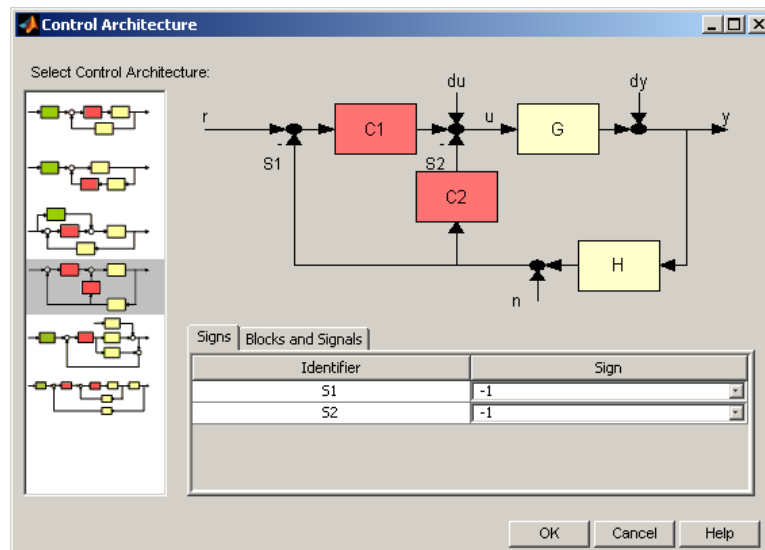 Control Architecture
Select Control Architecture:
du
dy
r
C1
u
G
y
-
-
S1
S2
C2
H
n
Signs
Blocks and Signals
Identifier Sign
S1 -1
S2 -1
OK Cancel Help